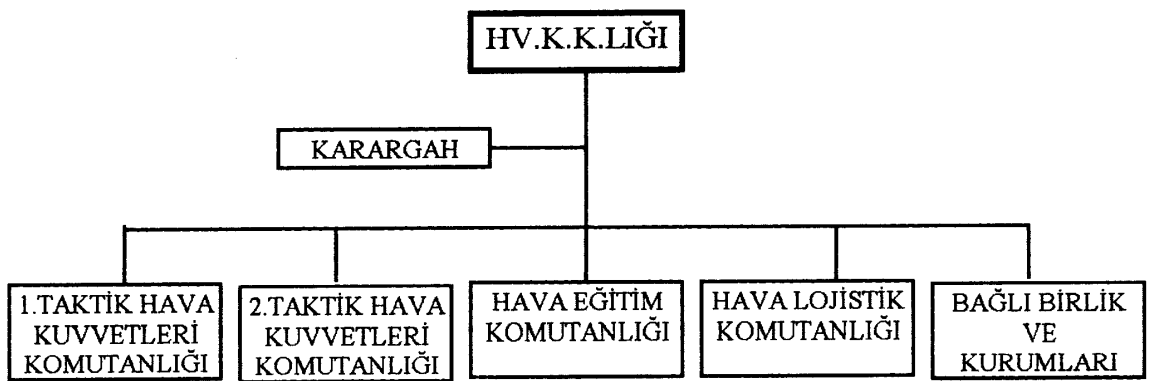 HV.K.K.LIĞI
KARARGAH
1.TAKTİK HAVA
KUVVETLERİ
KOMUTANLIĞI
2.TAKTİK HAVA
KUVVETLERİ
KOMUTANLIĞI
HAVA EĞİTİM
KOMUTANLIĞI
HAVA LOJİSTİK
KOMUTANLIĞI
BAĞLI BİRLİK
VE
KURUMLARI